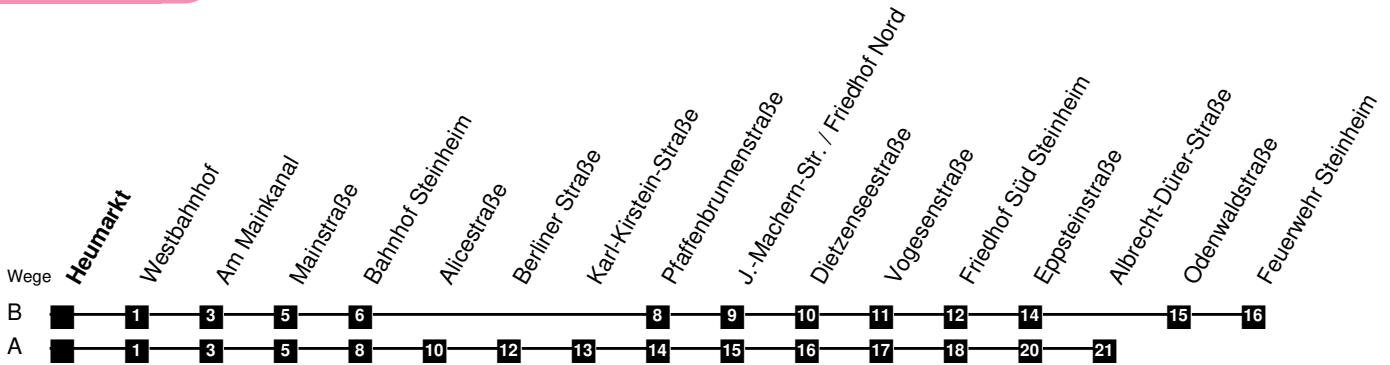 Heumarkt
Westbahnhof
Am Mainkanal
Mainstraße
Bahnhof Steinheim
Alicestraße
Berliner Straße
Karl-Kirstein-Straße
Pfaffenbrunnenstraße
J.-Machern-Str. / Friedhof Nord
Dietzenseestraße
Vogesenstraße
Friedhof Süd Steinheim
Eppsteinstraße
Albrecht-Dürer-Straße
Odenwaldstraße
Feuerwehr Steinheim
Wege
B 1 3 5 6 8 9 10 11 12 14 15 16
A 1 3 5 8 10 12 13 14 15 16 17 18 20 21